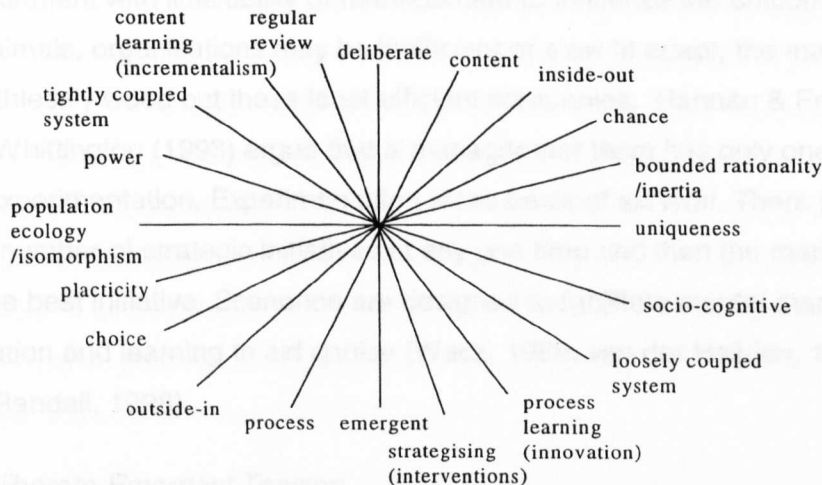 content
learning
(incrementalism)
regular
review
deliberate
content
inside-out
chance
tightly coupled
system
power
bounded rationality
/inertia
population
ecology
/isomorphism
uniqueness
placticity
socio-cognitive
choice
loosely coupled
system
outside-in
process
emergent
strategising
(interventions)
process
learning
(innovation)